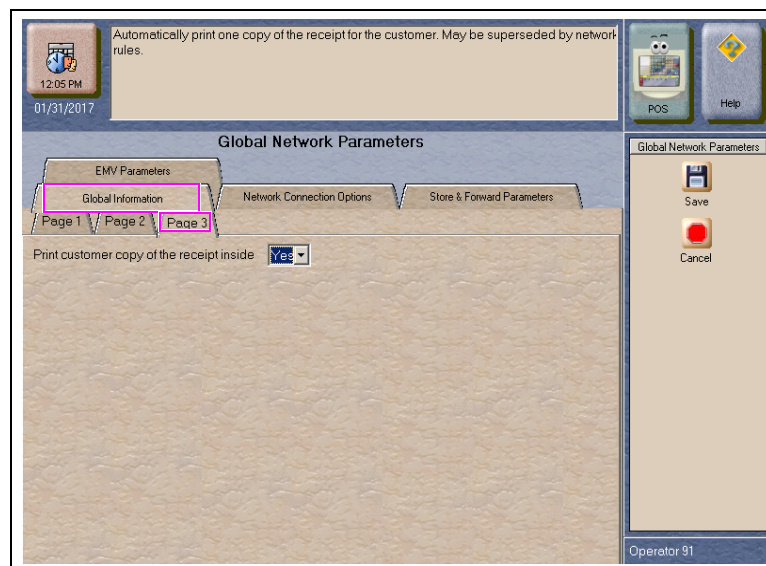 Automatically print one copy of the receipt for the customer. May be superseded by network
rules.
12:05 PM
01/31/2017
POS
Help
Global Network Parameters
Global Network Parameters
EMV Parameters
Global Information
Network Connection Options
Store & Forward Parameters
Page 1
Page 2
Page 3
Print customer copy of the receipt inside
Yes
Save
Cancel
Operator 91